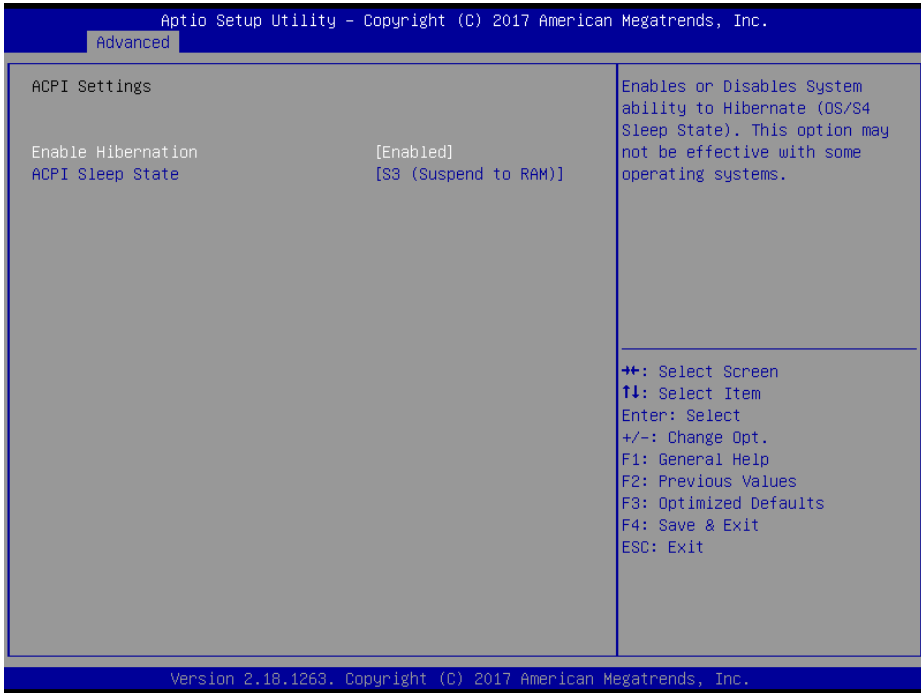 Aptio Setup Utility – Copyright (C) 2017 American Megatrends, Inc.
Advanced
ACPI Settings
Enable Hibernation [Enabled]
ACPI Sleep State [S3 (Suspend to RAM)]
Enables or Disables System
ability to Hibernate (OS/S4
Sleep State). This option may
not be effective with some
operating systems.
→←: Select Screen
↑↓: Select Item
Enter: Select
+/-: Change Opt.
F1: General Help
F2: Previous Values
F3: Optimized Defaults
F4: Save & Exit
ESC: Exit
Version 2.18.1263. Copyright (C) 2017 American Megatrends, Inc.